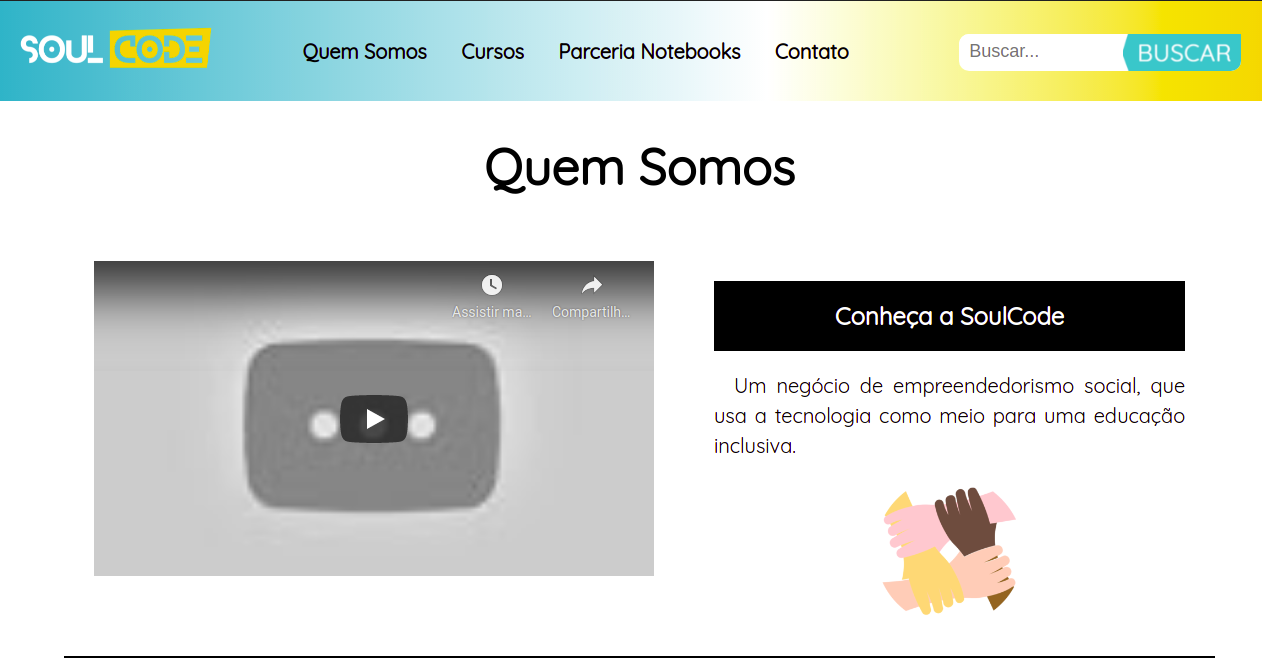 SOUL CODE Quem Somos Cursos Parceria Notebooks Contato Buscar... BUSCAR
Quem Somos
Assistir ma... Compartilh...
Conheça a SoulCode
Um negócio de empreendedorismo social, que
usa a tecnologia como meio para uma educação
inclusiva.